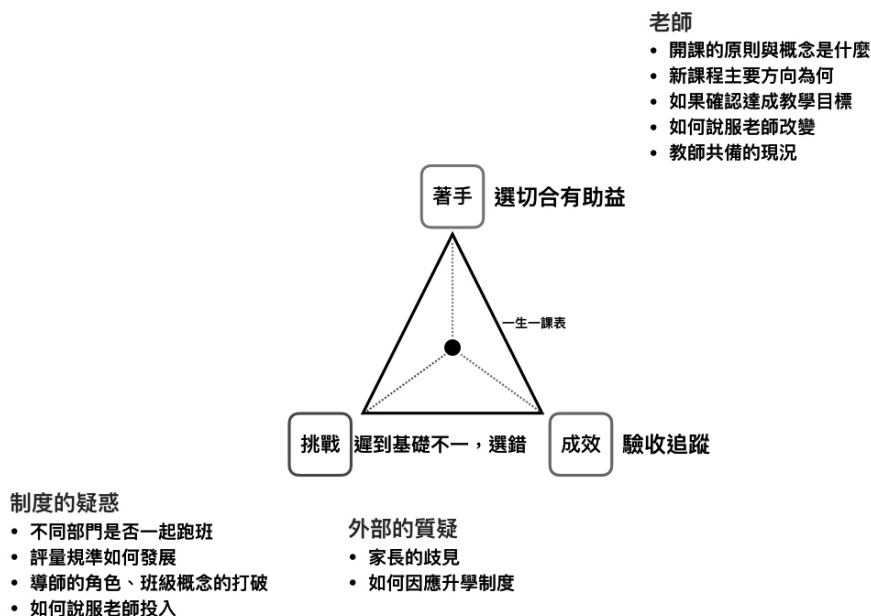 老師
• 開課的原則與概念是什麼
• 新課程主要方向為何
• 如果確認達成教學目標
• 如何說服老師改變
• 教師共備的現況
著手 選切合有助益
一生一課表
挑戰 遲到基礎不一，選錯 成效 驗收追蹤
制度的疑惑
• 不同部門是否一起跑班
• 評量規準如何發展
• 導師的角色、班級概念的打破
• 如何說服老師投入
外部的質疑
• 家長的歧見
• 如何因應升學制度